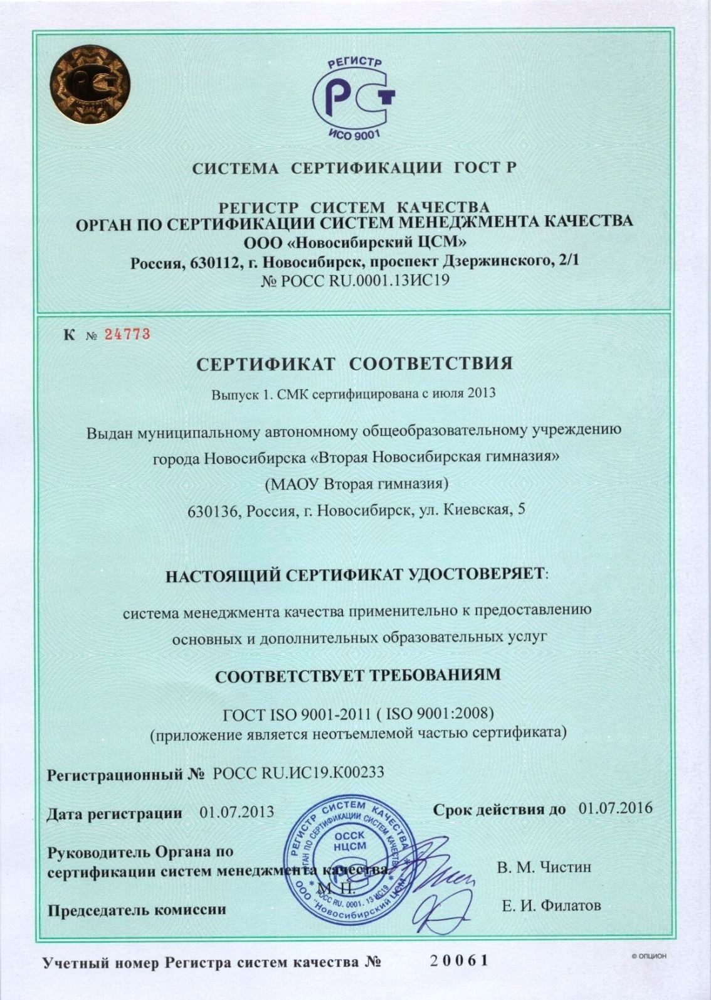 РЕГИСТР
РСТ
ИСО 9001
СИСТЕМА СЕРТИФИКАЦИИ ГОСТ Р
РЕГИСТР СИСТЕМ КАЧЕСТВА
ОРГАН ПО СЕРТИФИКАЦИИ СИСТЕМ МЕНЕДЖМЕНТА КАЧЕСТВА
ООО «Новосибирский ЦСМ»
Россия, 630112, г. Новосибирск, проспект Дзержинского, 2/1
№ РОСС RU.0001.13ИС19
К № 24773
СЕРТИФИКАТ СООТВЕТСТВИЯ
Выпуск 1. СМК сертифицирована с июля 2013
Выдан муниципальному автономному общеобразовательному учреждению
города Новосибирска «Вторая Новосибирская гимназия»
(МАОУ Вторая гимназия)
630136, Россия, г. Новосибирск, ул. Киевская, 5
НАСТОЯЩИЙ СЕРТИФИКАТ УДОСТОВЕРЯЕТ:
система менеджмента качества применительно к предоставлению
основных и дополнительных образовательных услуг
СООТВЕТСТВУЕТ ТРЕБОВАНИЯМ
ГОСТ ISO 9001-2011 ( ISO 9001:2008)
(приложение является неотъемлемой частью сертификата)
Регистрационный № РОСС RU.ИС19.К00233
Дата регистрации 01.07.2013 Срок действия до 01.07.2016
РЕГИСТР СИСТЕМ КАЧЕСТВА
ОРГАН ПО СЕРТИФИКАЦИИ СИСТЕМ КАЧЕСТВА
ОССК
НЦСМ
РОСС RU. 0001. 13 ИС19
ООО "Новосибирский ЦСМ"
Руководитель Органа по
сертификации систем менеджмента качества В. М. Чистин
М. П.
Председатель комиссии Е. И. Филатов
Учетный номер Регистра систем качества № 20061
© ОПЦИОН